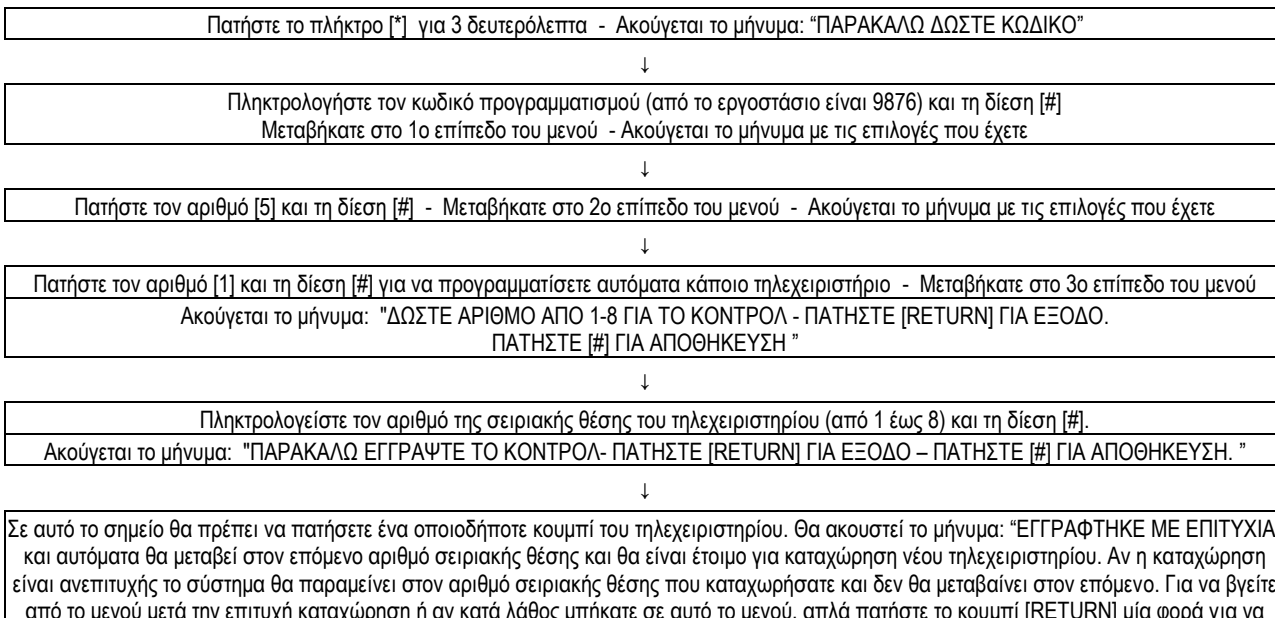 Πατήστε το πλήκτρο [*] για 3 δευτερόλεπτα - Ακούγεται το μήνυμα: “ΠΑΡΑΚΑΛΩ ΔΩΣΤΕ ΚΩΔΙΚΟ”
↓
Πληκτρολογήστε τον κωδικό προγραμματισμού (από το εργοστάσιο είναι 9876) και τη δίεση [#]
Μεταβήκατε στο 1ο επίπεδο του μενού - Ακούγεται το μήνυμα με τις επιλογές που έχετε
↓
Πατήστε τον αριθμό [5] και τη δίεση [#] - Μεταβήκατε στο 2ο επίπεδο του μενού - Ακούγεται το μήνυμα με τις επιλογές που έχετε
↓
Πατήστε τον αριθμό [1] και τη δίεση [#] για να προγραμματίσετε αυτόματα κάποιο τηλεχειριστήριο - Μεταβήκατε στο 3ο επίπεδο του μενού
Ακούγεται το μήνυμα: "ΔΩΣΤΕ ΑΡΙΘΜΟ ΑΠΟ 1-8 ΓΙΑ ΤΟ ΚΟΝΤΡΟΛ - ΠΑΤΗΣΤΕ [RETURN] ΓΙΑ ΕΞΟΔΟ.
ΠΑΤΗΣΤΕ [#] ΓΙΑ ΑΠΟΘΗΚΕΥΣΗ ”
↓
Πληκτρολογείστε τον αριθμό της σειριακής θέσης του τηλεχειριστηρίου (από 1 έως 8) και τη δίεση [#].
Ακούγεται το μήνυμα: "ΠΑΡΑΚΑΛΩ ΕΓΓΡΑΨΤΕ ΤΟ ΚΟΝΤΡΟΛ- ΠΑΤΗΣΤΕ [RETURN] ΓΙΑ ΕΞΟΔΟ – ΠΑΤΗΣΤΕ [#] ΓΙΑ ΑΠΟΘΗΚΕΥΣΗ. ”
↓
Σε αυτό το σημείο θα πρέπει να πατήσετε ένα οποιοδήποτε κουμπί του τηλεχειριστηρίου. Θα ακουστεί το μήνυμα: “ΕΓΓΡΑΦΤΗΚΕ ΜΕ ΕΠΙΤΥΧΙΑ
και αυτόματα θα μεταβεί στον επόμενο αριθμό σειριακής θέσης και θα είναι έτοιμο για καταχώρηση νέου τηλεχειριστηρίου. Αν η καταχώρηση
είναι ανεπιτυχής το σύστημα θα παραμείνει στον αριθμό σειριακής θέσης που καταχωρήσατε και δεν θα μεταβαίνει στον επόμενο. Για να βγείτε
από το μενού μετά την επιτυχή καταχώρηση ή αν κατά λάθος μπήκατε σε αυτό το μενού, απλά πατήστε το κουμπί [RETURN] μία φορά για να